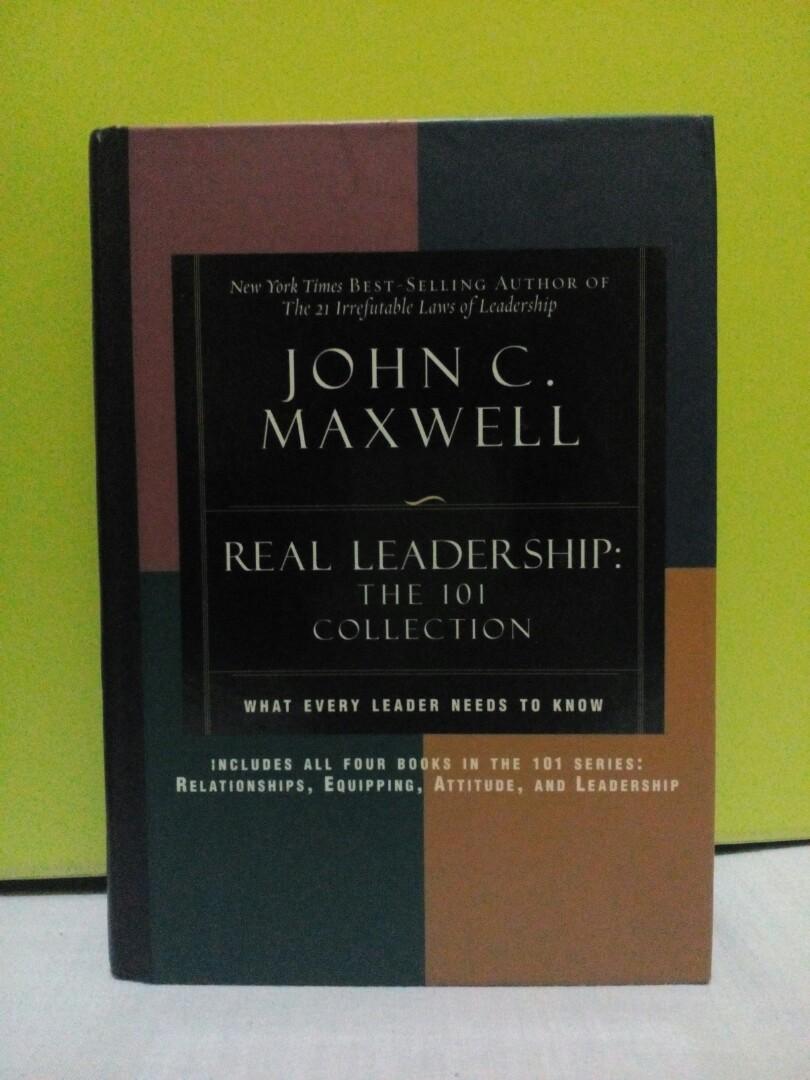 New York Times BEST-SELLING AUTHOR OF
The 21 Irrefutable Laws of Leadership
JOHN C.
MAXWELL
REAL LEADERSHIP:
THE 101
COLLECTION
WHAT EVERY LEADER NEEDS TO KNOW
INCLUDES ALL FOUR BOOKS IN THE 101 SERIES:
RELATIONSHIPS, EQUIPPING, ATTITUDE, AND LEADERSHIP